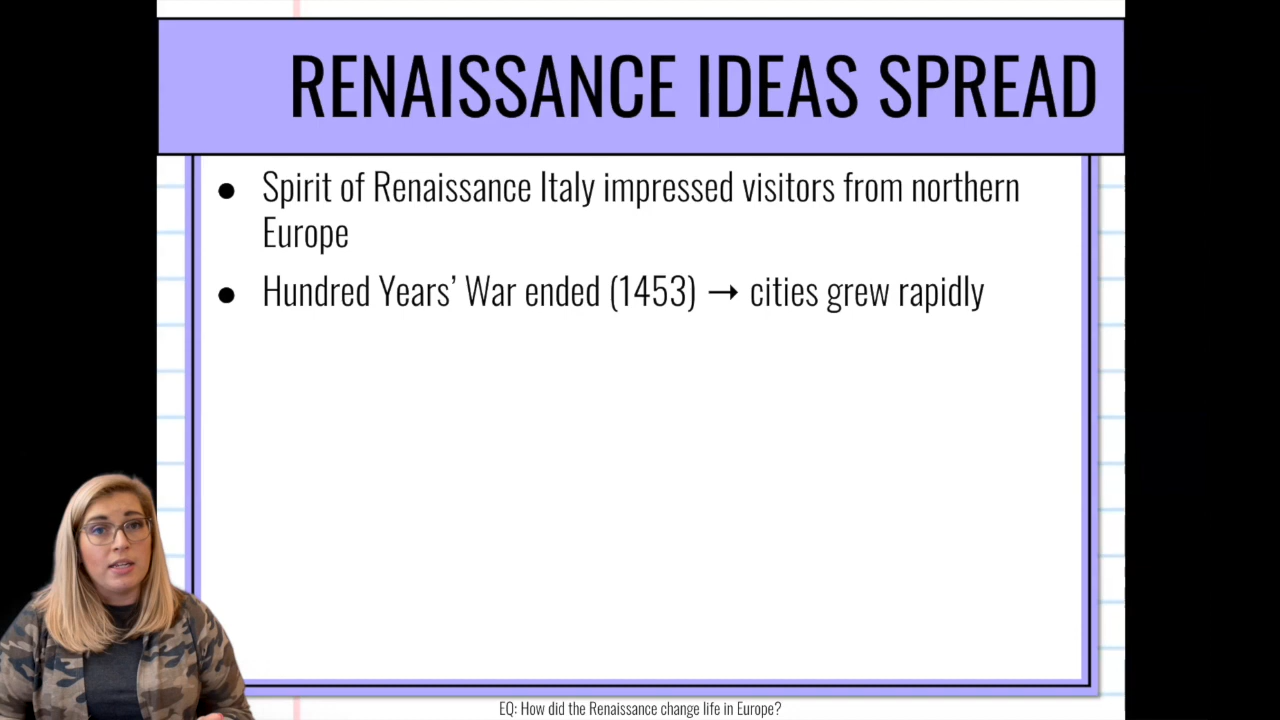 RENAISSANCE IDEAS SPREAD
● Spirit of Renaissance Italy impressed visitors from northern
Europe
● Hundred Years’ War ended (1453) → cities grew rapidly
EQ: How did the Renaissance change life in Europe?